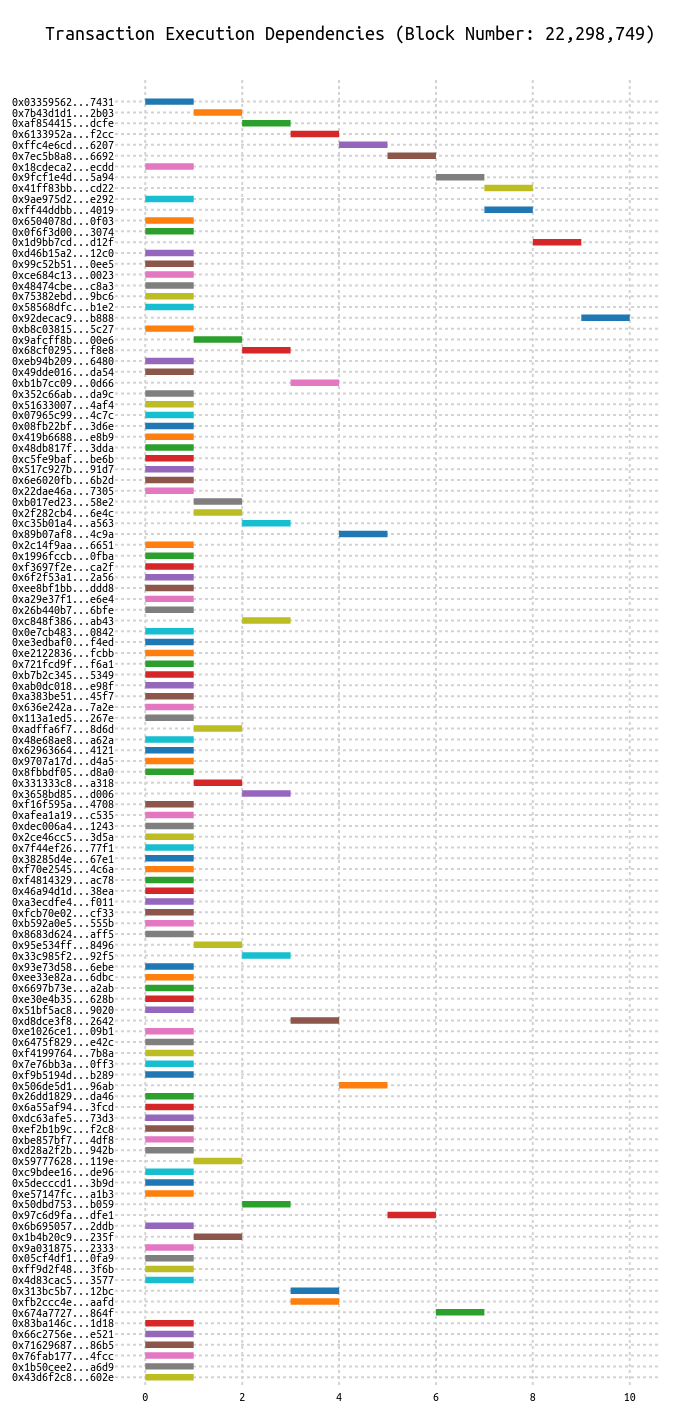 Transaction Execution Dependencies (Block Number: 22,298,749)
0x03359562...7431
0x7b43d1d1...2b03
0xaf854415...dcfe
0x6133952a...f2cc
0xffc4e6cd...6207
0x7ec5b8a8...6692
0x18cdeca2...ecdd
0x9fcf1e4d...5a94
0x41ff83bb...cd22
0x9ae975d2...e292
0xff44ddbb...4019
0x6504078d...0f03
0x0f6f3d00...3074
0x1d9bb7cd...d12f
0xd46b15a2...12c0
0x99c52b51...0ee5
0xce684c13...0023
0x48474cbe...c8a3
0x75382ebd...9bc6
0x58568dfc...b1e2
0x92decac9...b888
0xb8c03815...5c27
0x9afcff8b...00e6
0x68cf0295...f8e8
0xeb94b209...6480
0x49dde016...da54
0xb1b7cc09...0d66
0x352c66ab...da9c
0x51633007...4af4
0x07965c99...4c7c
0x08fb22bf...3d6e
0x419b6688...e8b9
0x48db817f...3dda
0xc5fe9baf...be6b
0x517c927b...91d7
0x6e6020fb...6b2d
0x22dae46a...7305
0xb017ed23...58e2
0x2f282cb4...6e4c
0xc35b01a4...a563
0x89b07af8...4c9a
0x2c14f9aa...6651
0x1996fccb...0fba
0xf3697f2e...ca2f
0x6f2f53a1...2a56
0xee8bf1bb...ddd8
0xa29e37f1...e6e4
0x26b440b7...6bfe
0xc848f386...ab43
0x0e7cb483...0842
0xe3edbaf0...f4ed
0xe2122836...fcbb
0x721fcd9f...f6a1
0xb7b2c345...5349
0xab0dc018...e98f
0xa383be51...45f7
0x636e242a...7a2e
0x113a1ed5...267e
0xadffa6f7...8d6d
0x48e68ae8...a62a
0x62963664...4121
0x9707a17d...d4a5
0x8fbbdf05...d8a0
0x331333c8...a318
0x3658bd85...d006
0xf16f595a...4708
0xafea1a19...c535
0xdec006a4...1243
0x2ce46cc5...3d5a
0x7f44ef26...77f1
0x38285d4e...67e1
0xf70e2545...4c6a
0xf4814329...ac78
0x46a94d1d...38ea
0xa3ecdfe4...f011
0xfcb70e02...cf33
0xb592a0e5...555b
0x8683d624...aff5
0x95e534ff...8496
0x33c985f2...92f5
0x93e73d58...6ebe
0xee33e82a...6dbc
0x6697b73e...a2ab
0xe30e4b35...628b
0x51bf5ac8...9020
0xd8dce3f8...2642
0xe1026ce1...09b1
0x6475f829...e42c
0xf4199764...7b8a
0x7e76bb3a...0ff3
0xf9b5194d...b289
0x506de5d1...96ab
0x26dd1829...da46
0x6a55af94...3fcd
0xdc63afe5...73d3
0xef2b1b9c...f2c8
0xbe857bf7...4df8
0xd28a2f2b...942b
0x59777628...119e
0xc9bdee16...de96
0x5decccd1...3b9d
0xe57147fc...a1b3
0x50dbd753...b059
0x97c6d9fa...dfe1
0x6b695057...2ddb
0x1b4b20c9...235f
0x9a031875...2333
0x05cf4df1...0fa9
0xff9d2f48...3f6b
0x4d83cac5...3577
0x313bc5b7...12bc
0xfb2ccc4e...aafd
0x674a7727...864f
0x83ba146c...1d18
0x66c2756e...e521
0x71629687...86b5
0x76fab177...4fcc
0x1b50cee2...a6d9
0x43d6f2c8...602e
0 2 4 6 8 10